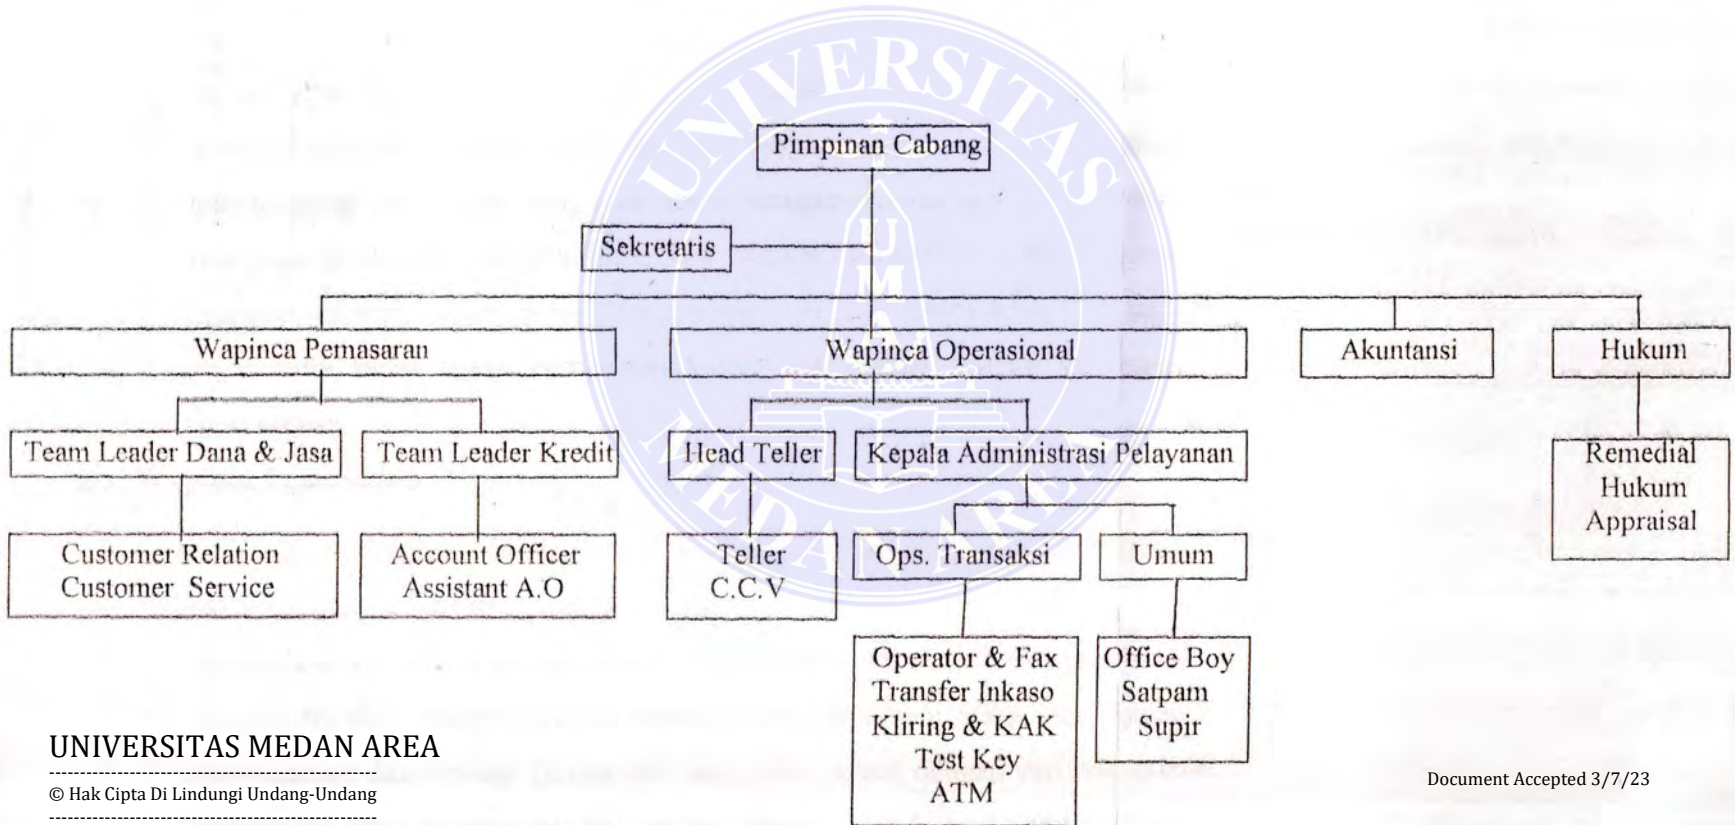 UNIVERSITAS
MEDAN AREA
UMA
Pimpinan Cabang
Sekretaris
Wapinca Pemasaran
Wapinca Operasional
Akuntansi
Hukum
Team Leader Dana & Jasa
Team Leader Kredit
Head Teller
Kepala Administrasi Pelayanan
Remedial
Hukum
Appraisal
Customer Relation
Customer Service
Account Officer
Assistant A.O
Teller
C.C.V
Ops. Transaksi
Umum
Operator & Fax
Transfer Inkaso
Kliring & KAK
Test Key
ATM
Office Boy
Satpam
Supir
UNIVERSITAS MEDAN AREA
© Hak Cipta Di Lindungi Undang-Undang
Document Accepted 3/7/23